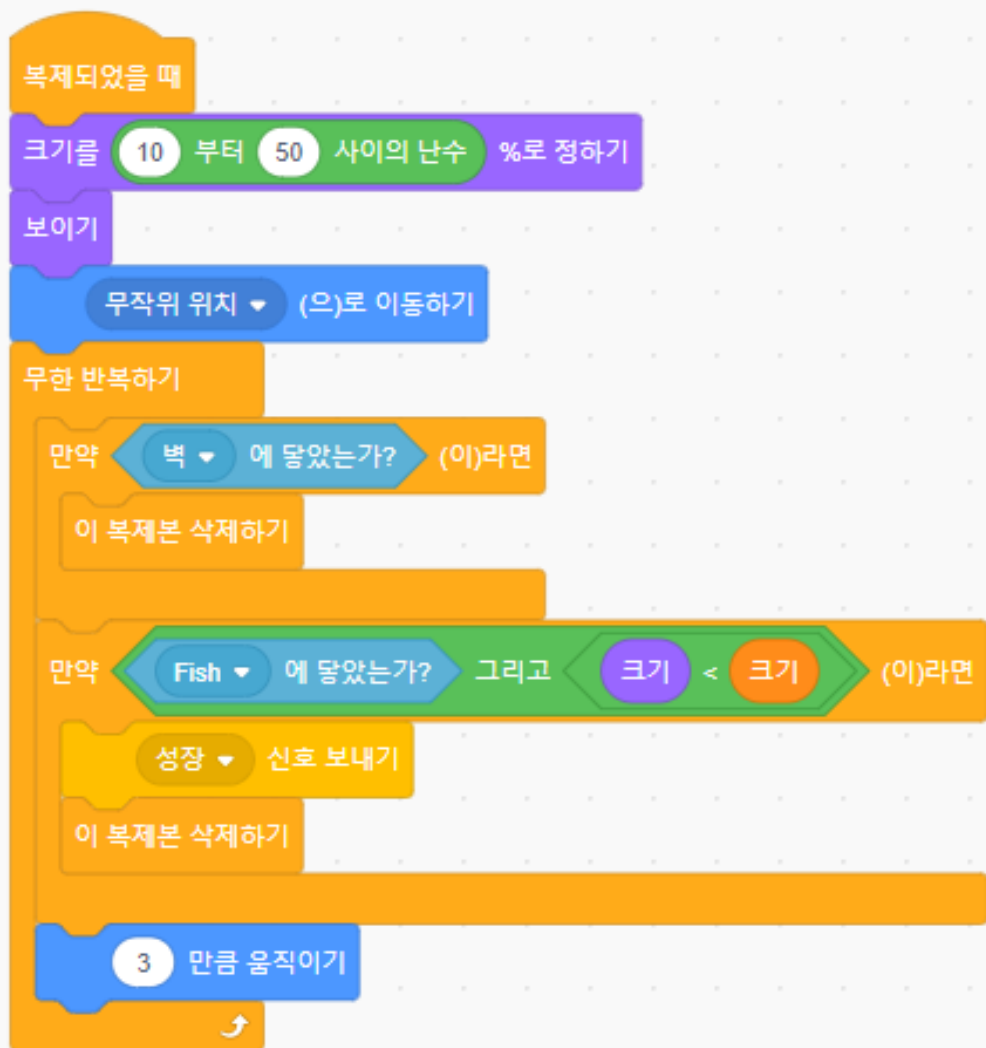 복제되었을 때
크기를 10 부터 50 사이의 난수 %로 정하기
보이기
무작위 위치 (으)로 이동하기
무한 반복하기
만약 벽 에 닿았는가? (이)라면
이 복제본 삭제하기
만약 Fish 에 닿았는가? 그리고 크기 < 크기 (이)라면
성장 신호 보내기
이 복제본 삭제하기
3 만큼 움직이기